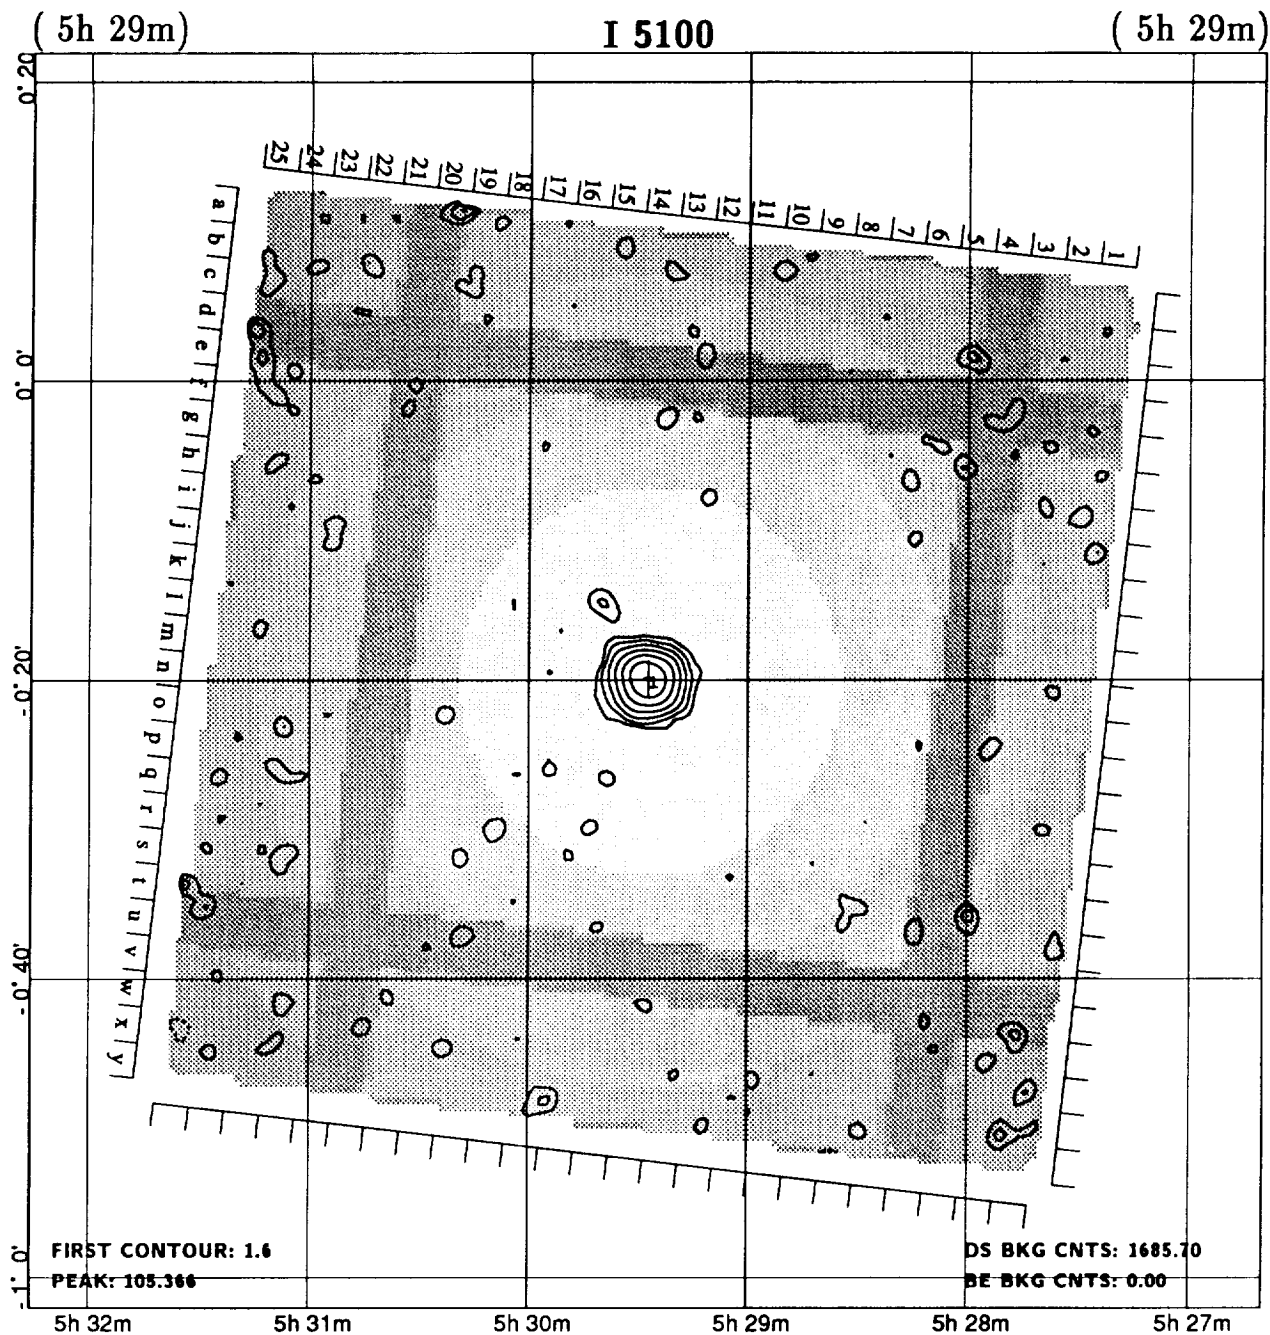 ( 5h 29m) I 5100 ( 5h 29m)
0° 20'
25 24 23 22 21 20 19 18 17 16 15 14 13 12 11 10 9 8 7 6 5 4 3 2 1
a b c d e f g h i j k l m n o p q r s t u v w x y
0° 0'
1
- 0° 20'
- 0° 40'
- 1° 0'
FIRST CONTOUR: 1.6 DS BKG CNTS: 1685.70
PEAK: 105.366 BE BKG CNTS: 0.00
5h 32m 5h 31m 5h 30m 5h 29m 5h 28m 5h 27m